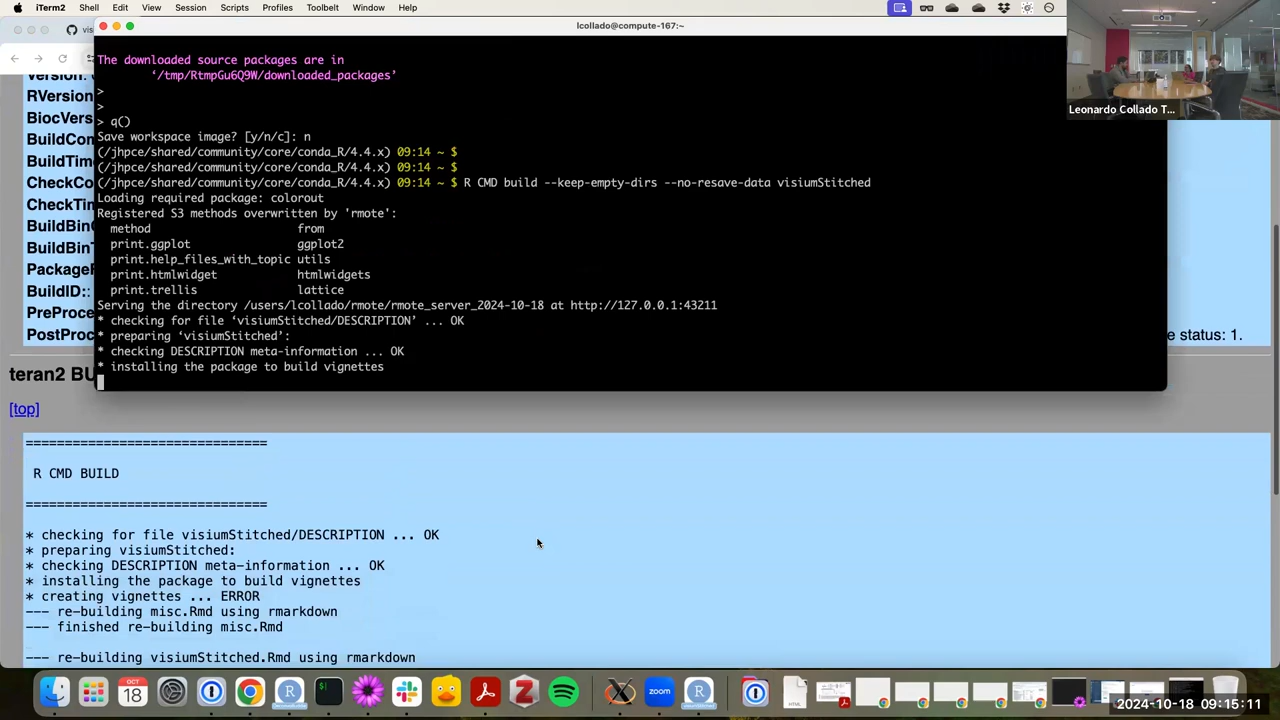 iTerm2 Shell Edit View Session Scripts Profiles Toolbelt Window Help
lcollado@compute-167:~
The downloaded source packages are in
‘/tmp/RtmpGu6Q9W/downloaded_packages’
>
>
> q()
Save workspace image? [y/n/c]: n
(/jhpce/shared/community/core/conda_R/4.4.x) 09:14 ~ $
(/jhpce/shared/community/core/conda_R/4.4.x) 09:14 ~ $
(/jhpce/shared/community/core/conda_R/4.4.x) 09:14 ~ $ R CMD build --keep-empty-dirs --no-resave-data visiumStitched
Loading required package: colorout
Registered S3 methods overwritten by 'rmote':
method from
print.ggplot ggplot2
print.help_files_with_topic utils
print.htmlwidget htmlwidgets
print.trellis lattice
Serving the directory /users/lcollado/rmote/rmote_server_2024-10-18 at http://127.0.0.1:43211
* checking for file ‘visiumStitched/DESCRIPTION’ ... OK
* preparing ‘visiumStitched’:
* checking DESCRIPTION meta-information ... OK
* installing the package to build vignettes
Leonardo Collado T...
vis
Version:
RVersion
BiocVers
BuildCom
BuildTime
CheckCo
CheckTim
BuildBin
BuildBinT
PackageF
BuildID::
PreProce
PostProc
e status: 1.
teran2 BU
[top]
==============================
R CMD BUILD
==============================
* checking for file visiumStitched/DESCRIPTION ... OK
* preparing visiumStitched:
* checking DESCRIPTION meta-information ... OK
* installing the package to build vignettes
* creating vignettes ... ERROR
--- re-building misc.Rmd using rmarkdown
--- finished re-building misc.Rmd
--- re-building visiumStitched.Rmd using rmarkdown
OCT
18
zoom
2024-10-18 09:15:11